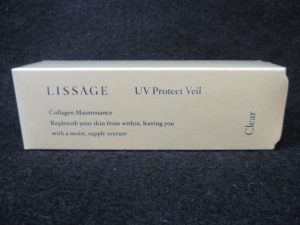 LISSAGE UV Protect Veil
Collagen Maintenance
Replenish your skin from within, leaving you
with a moist, supple texture
Clear